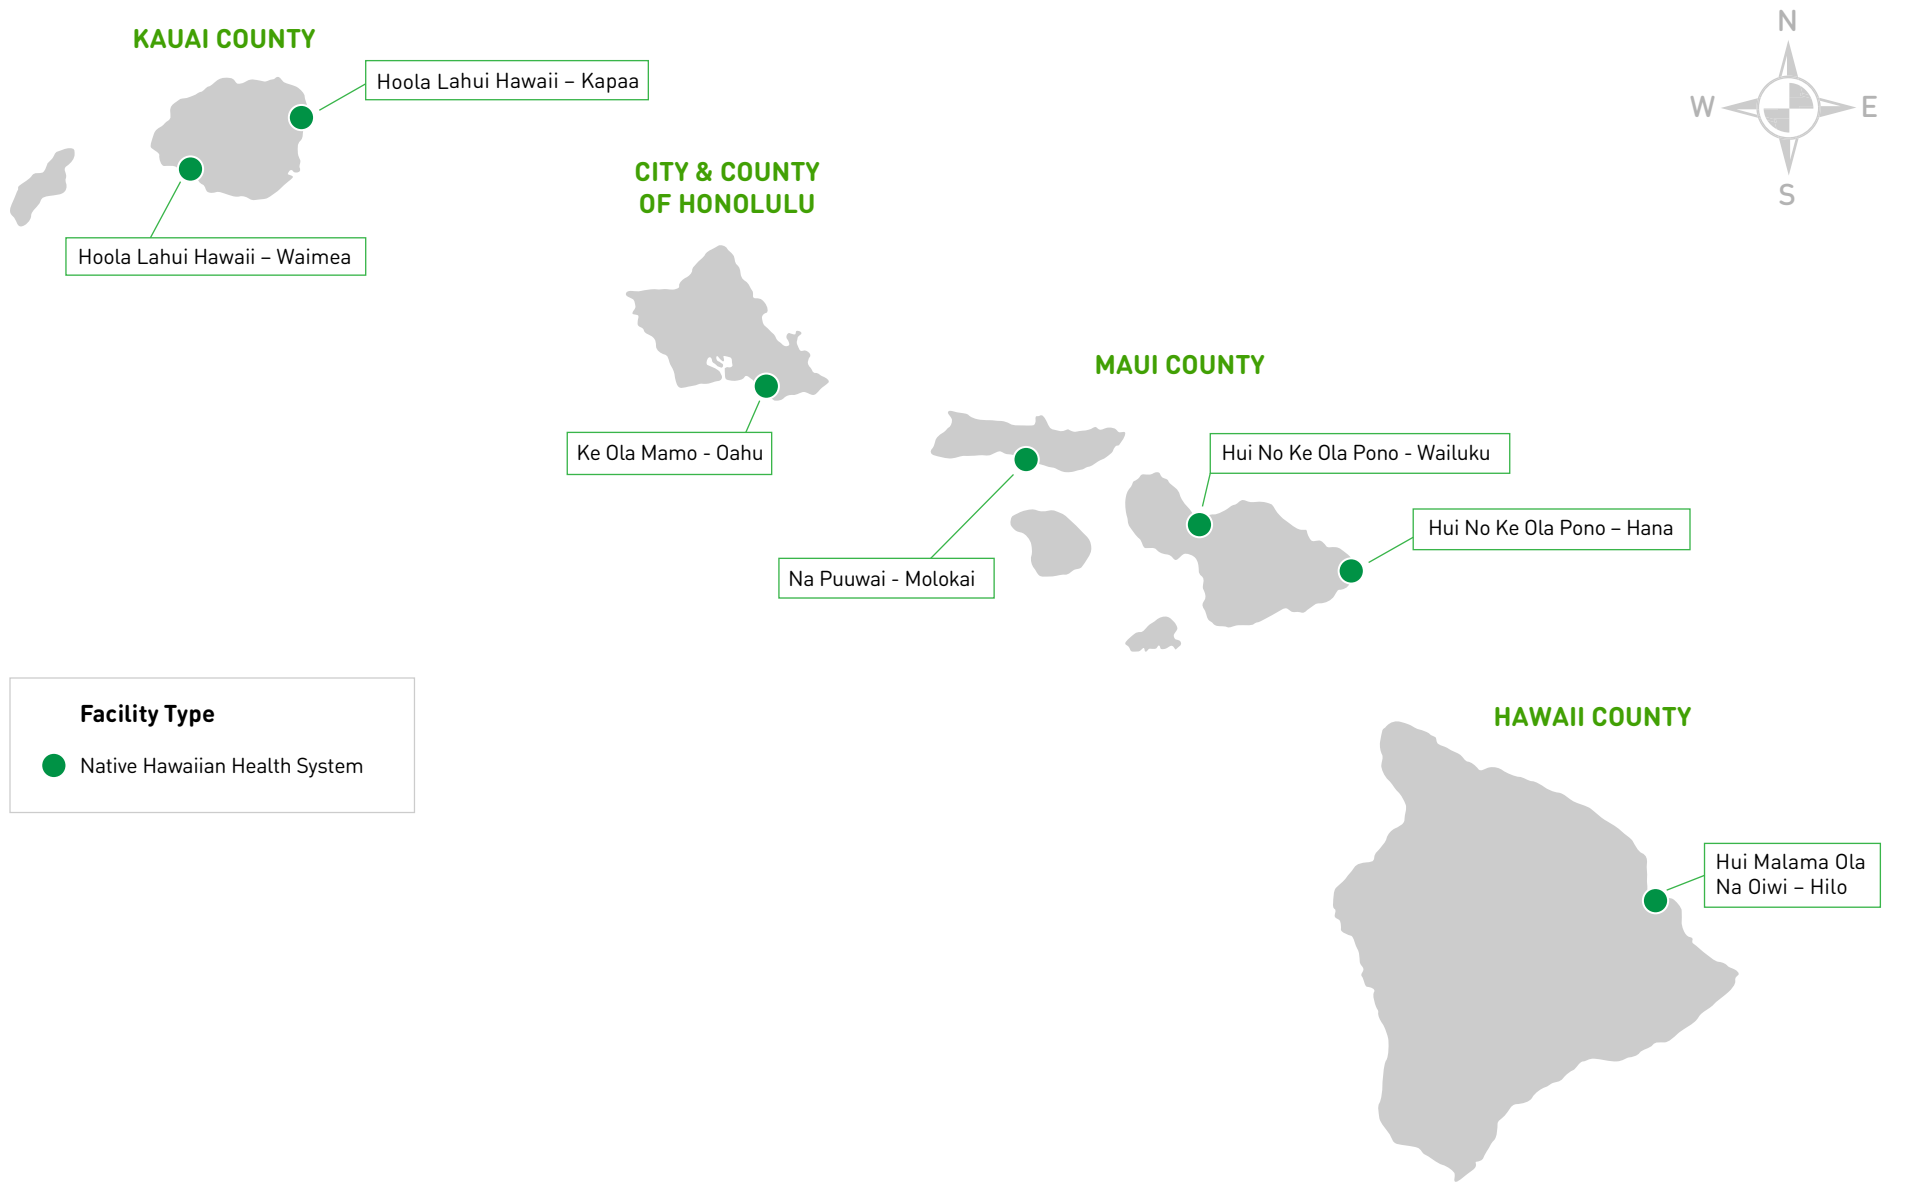 KAUAI COUNTY
Hoola Lahui Hawaii – Kapaa
Hoola Lahui Hawaii – Waimea
N
W
E
S
CITY & COUNTY
OF HONOLULU
Ke Ola Mamo - Oahu
MAUI COUNTY
Hui No Ke Ola Pono - Wailuku
Hui No Ke Ola Pono – Hana
Na Puuwai - Molokai
Facility Type
Native Hawaiian Health System
HAWAII COUNTY
Hui Malama Ola
Na Oiwi – Hilo